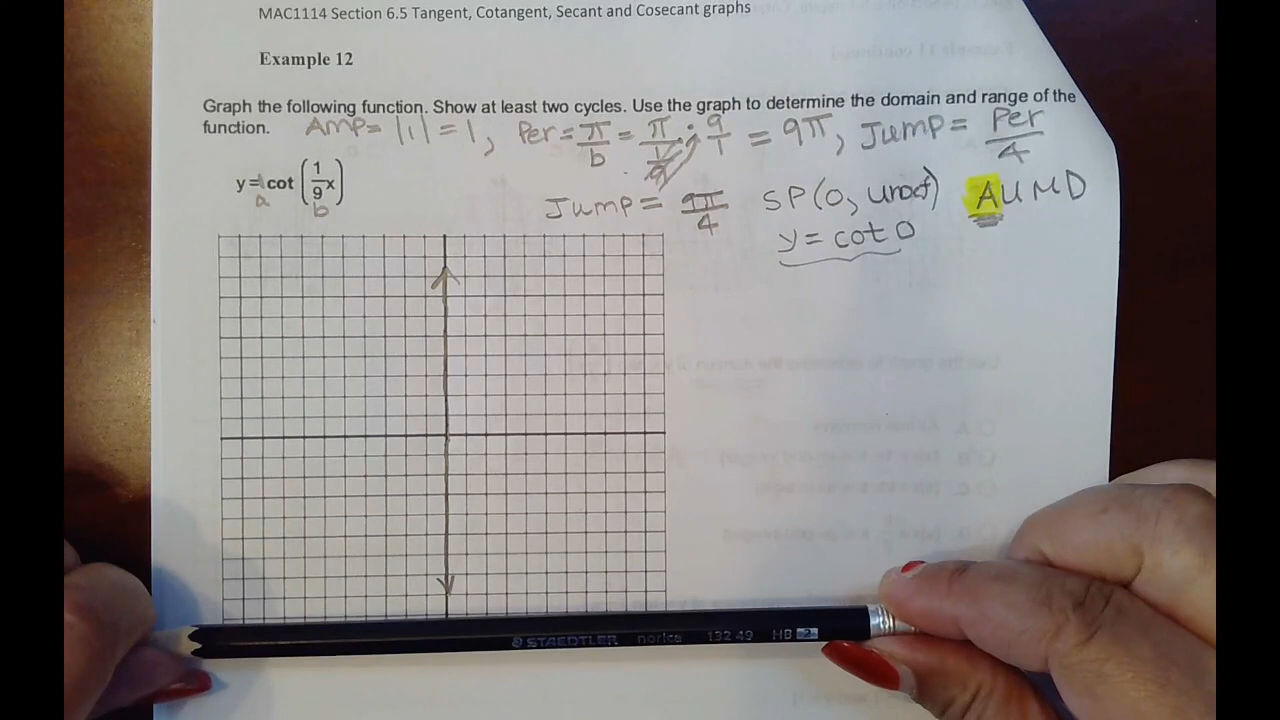 MAC1114 Section 6.5 Tangent, Cotangent, Secant and Cosecant graphs
Example 12
Graph the following function. Show at least two cycles. Use the graph to determine the domain and range of the
function. Amp = |1| = 1, Per = π/b = π/(1/9) · 9/1 = 9π, Jump = Per/4
y = 1 cot (1/9 x)
a b
Jump = 9π/4 SP(0, undef) AUMD
y = cot 0
STAEDTLER norica 132 49 HB 2